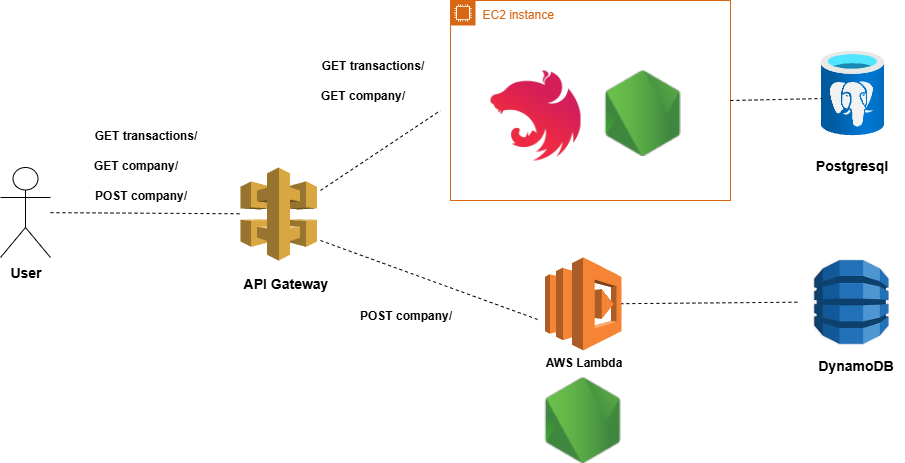 EC2 instance
GET transactions/
GET company/
Postgresql
GET transactions/
GET company/
POST company/
User
API Gateway
POST company/
AWS Lambda
DynamoDB